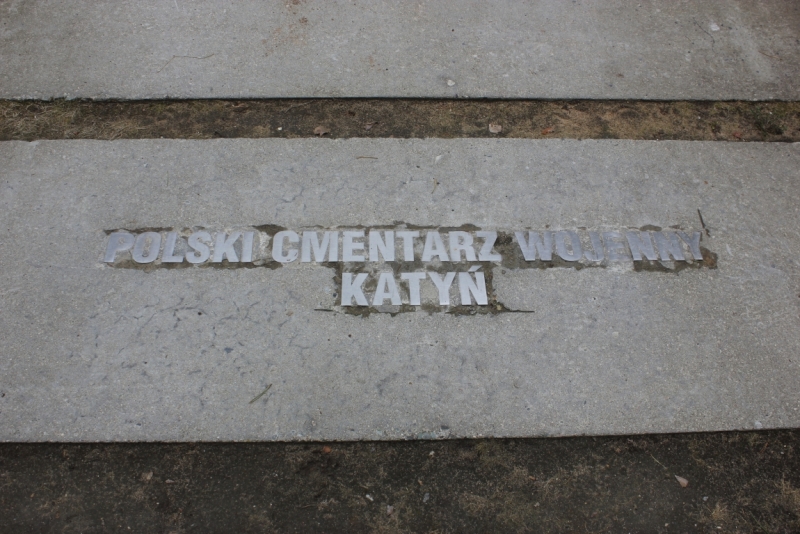 POLSKI CMENTARZ WOJENNY
KATYŃ